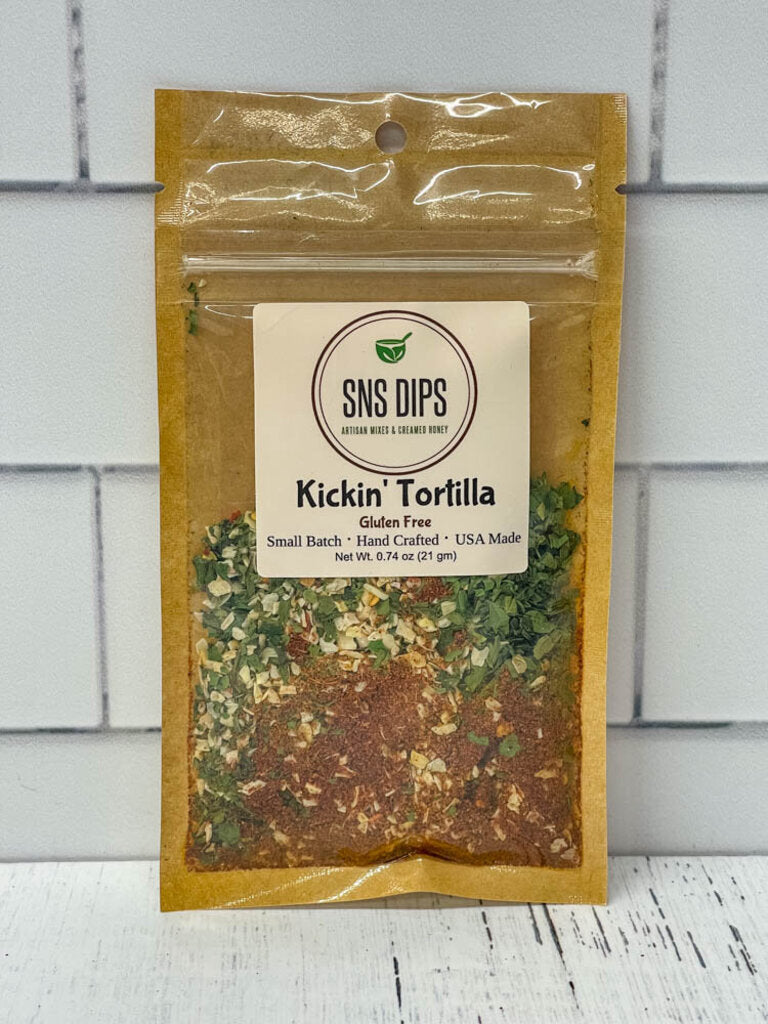 SNS DIPS
ARTISAN MIXES & CREAMED HONEY
Kickin' Tortilla
Gluten Free
Small Batch · Hand Crafted · USA Made
Net Wt. 0.74 oz (21 gm)